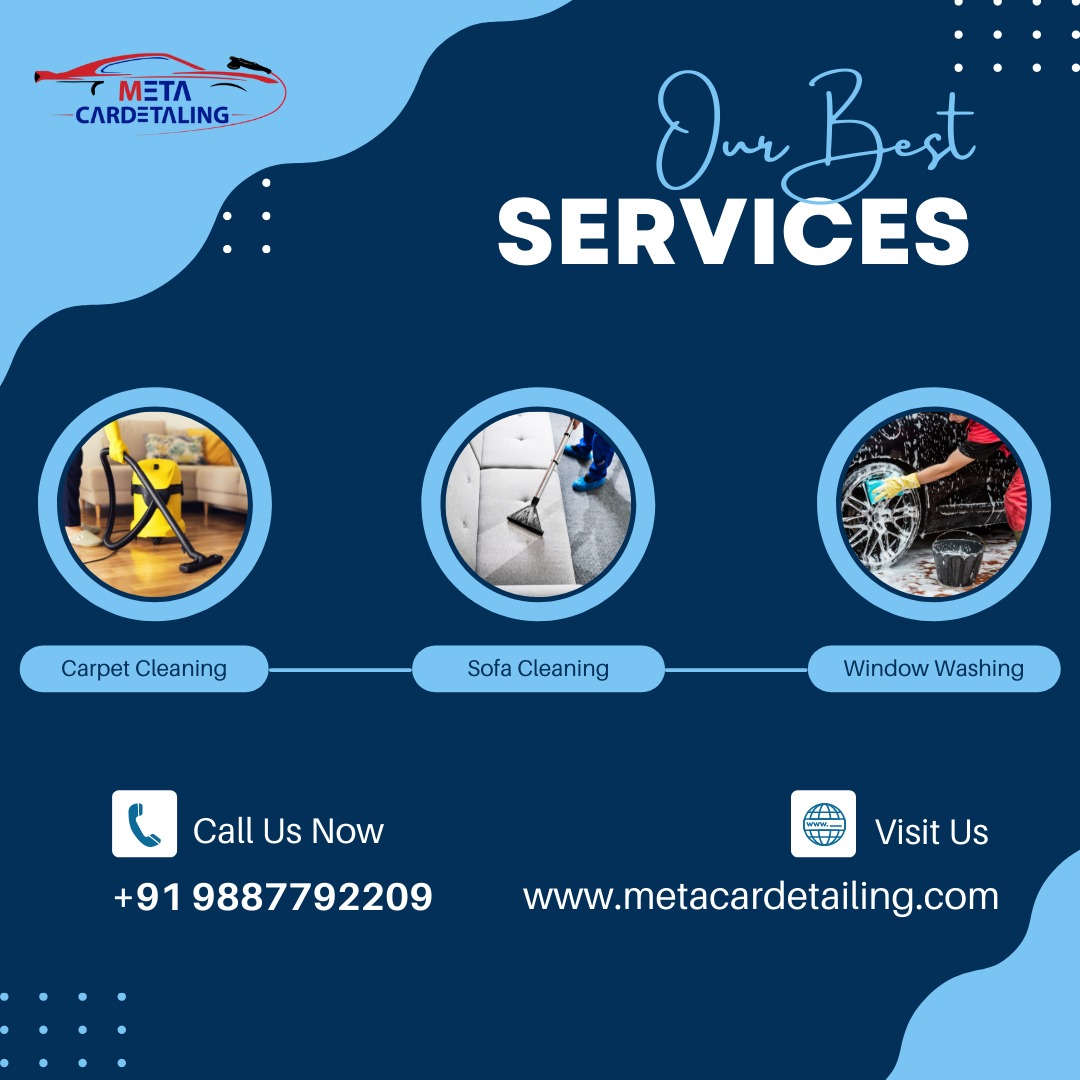 META
CARDETALING
Our Best
SERVICES
Carpet Cleaning
Sofa Cleaning
Window Washing
Call Us Now
+91 9887792209
www.
Visit Us
www.metacardetailing.com